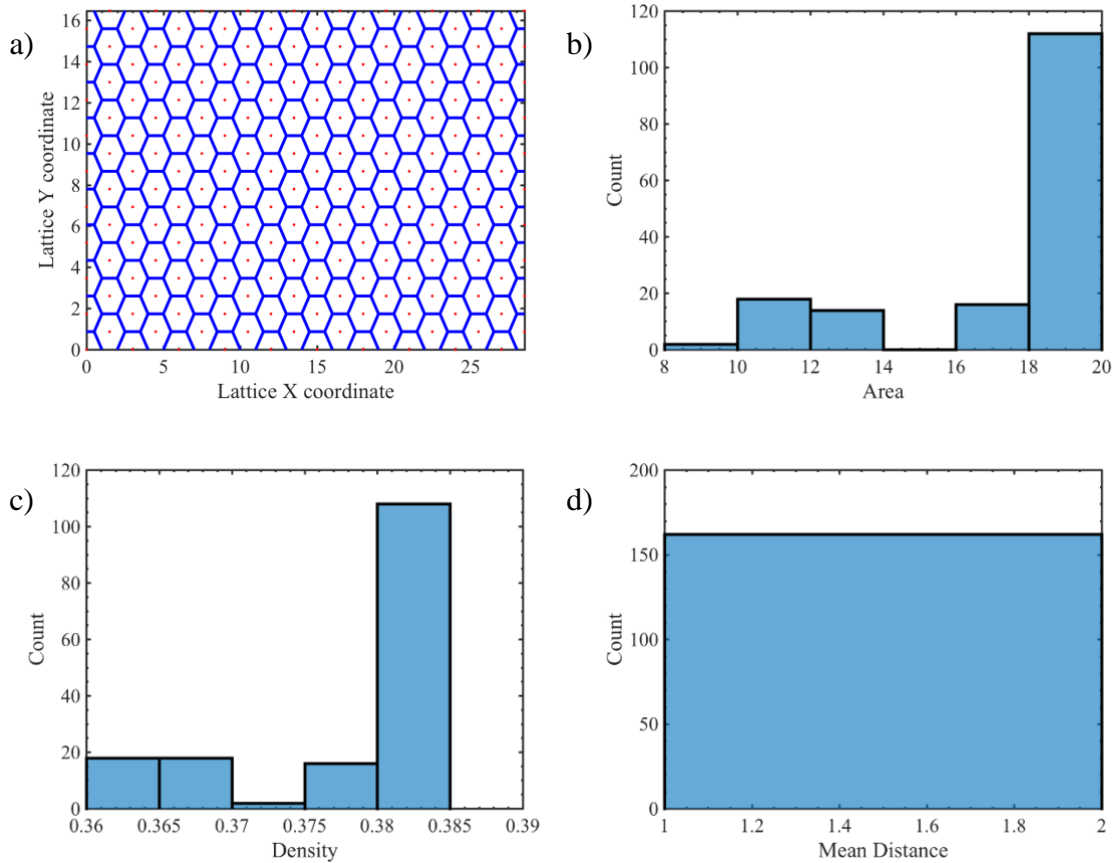 a)
Lattice Y coordinate
16
14
12
10
8
6
4
2
0
0 5 10 15 20 25
Lattice X coordinate
b)
Count
120
100
80
60
40
20
0
8 10 12 14 16 18 20
Area
c)
Count
120
100
80
60
40
20
0
0.36 0.365 0.37 0.375 0.38 0.385 0.39
Density
d)
Count
200
150
100
50
0
1 1.2 1.4 1.6 1.8 2
Mean Distance